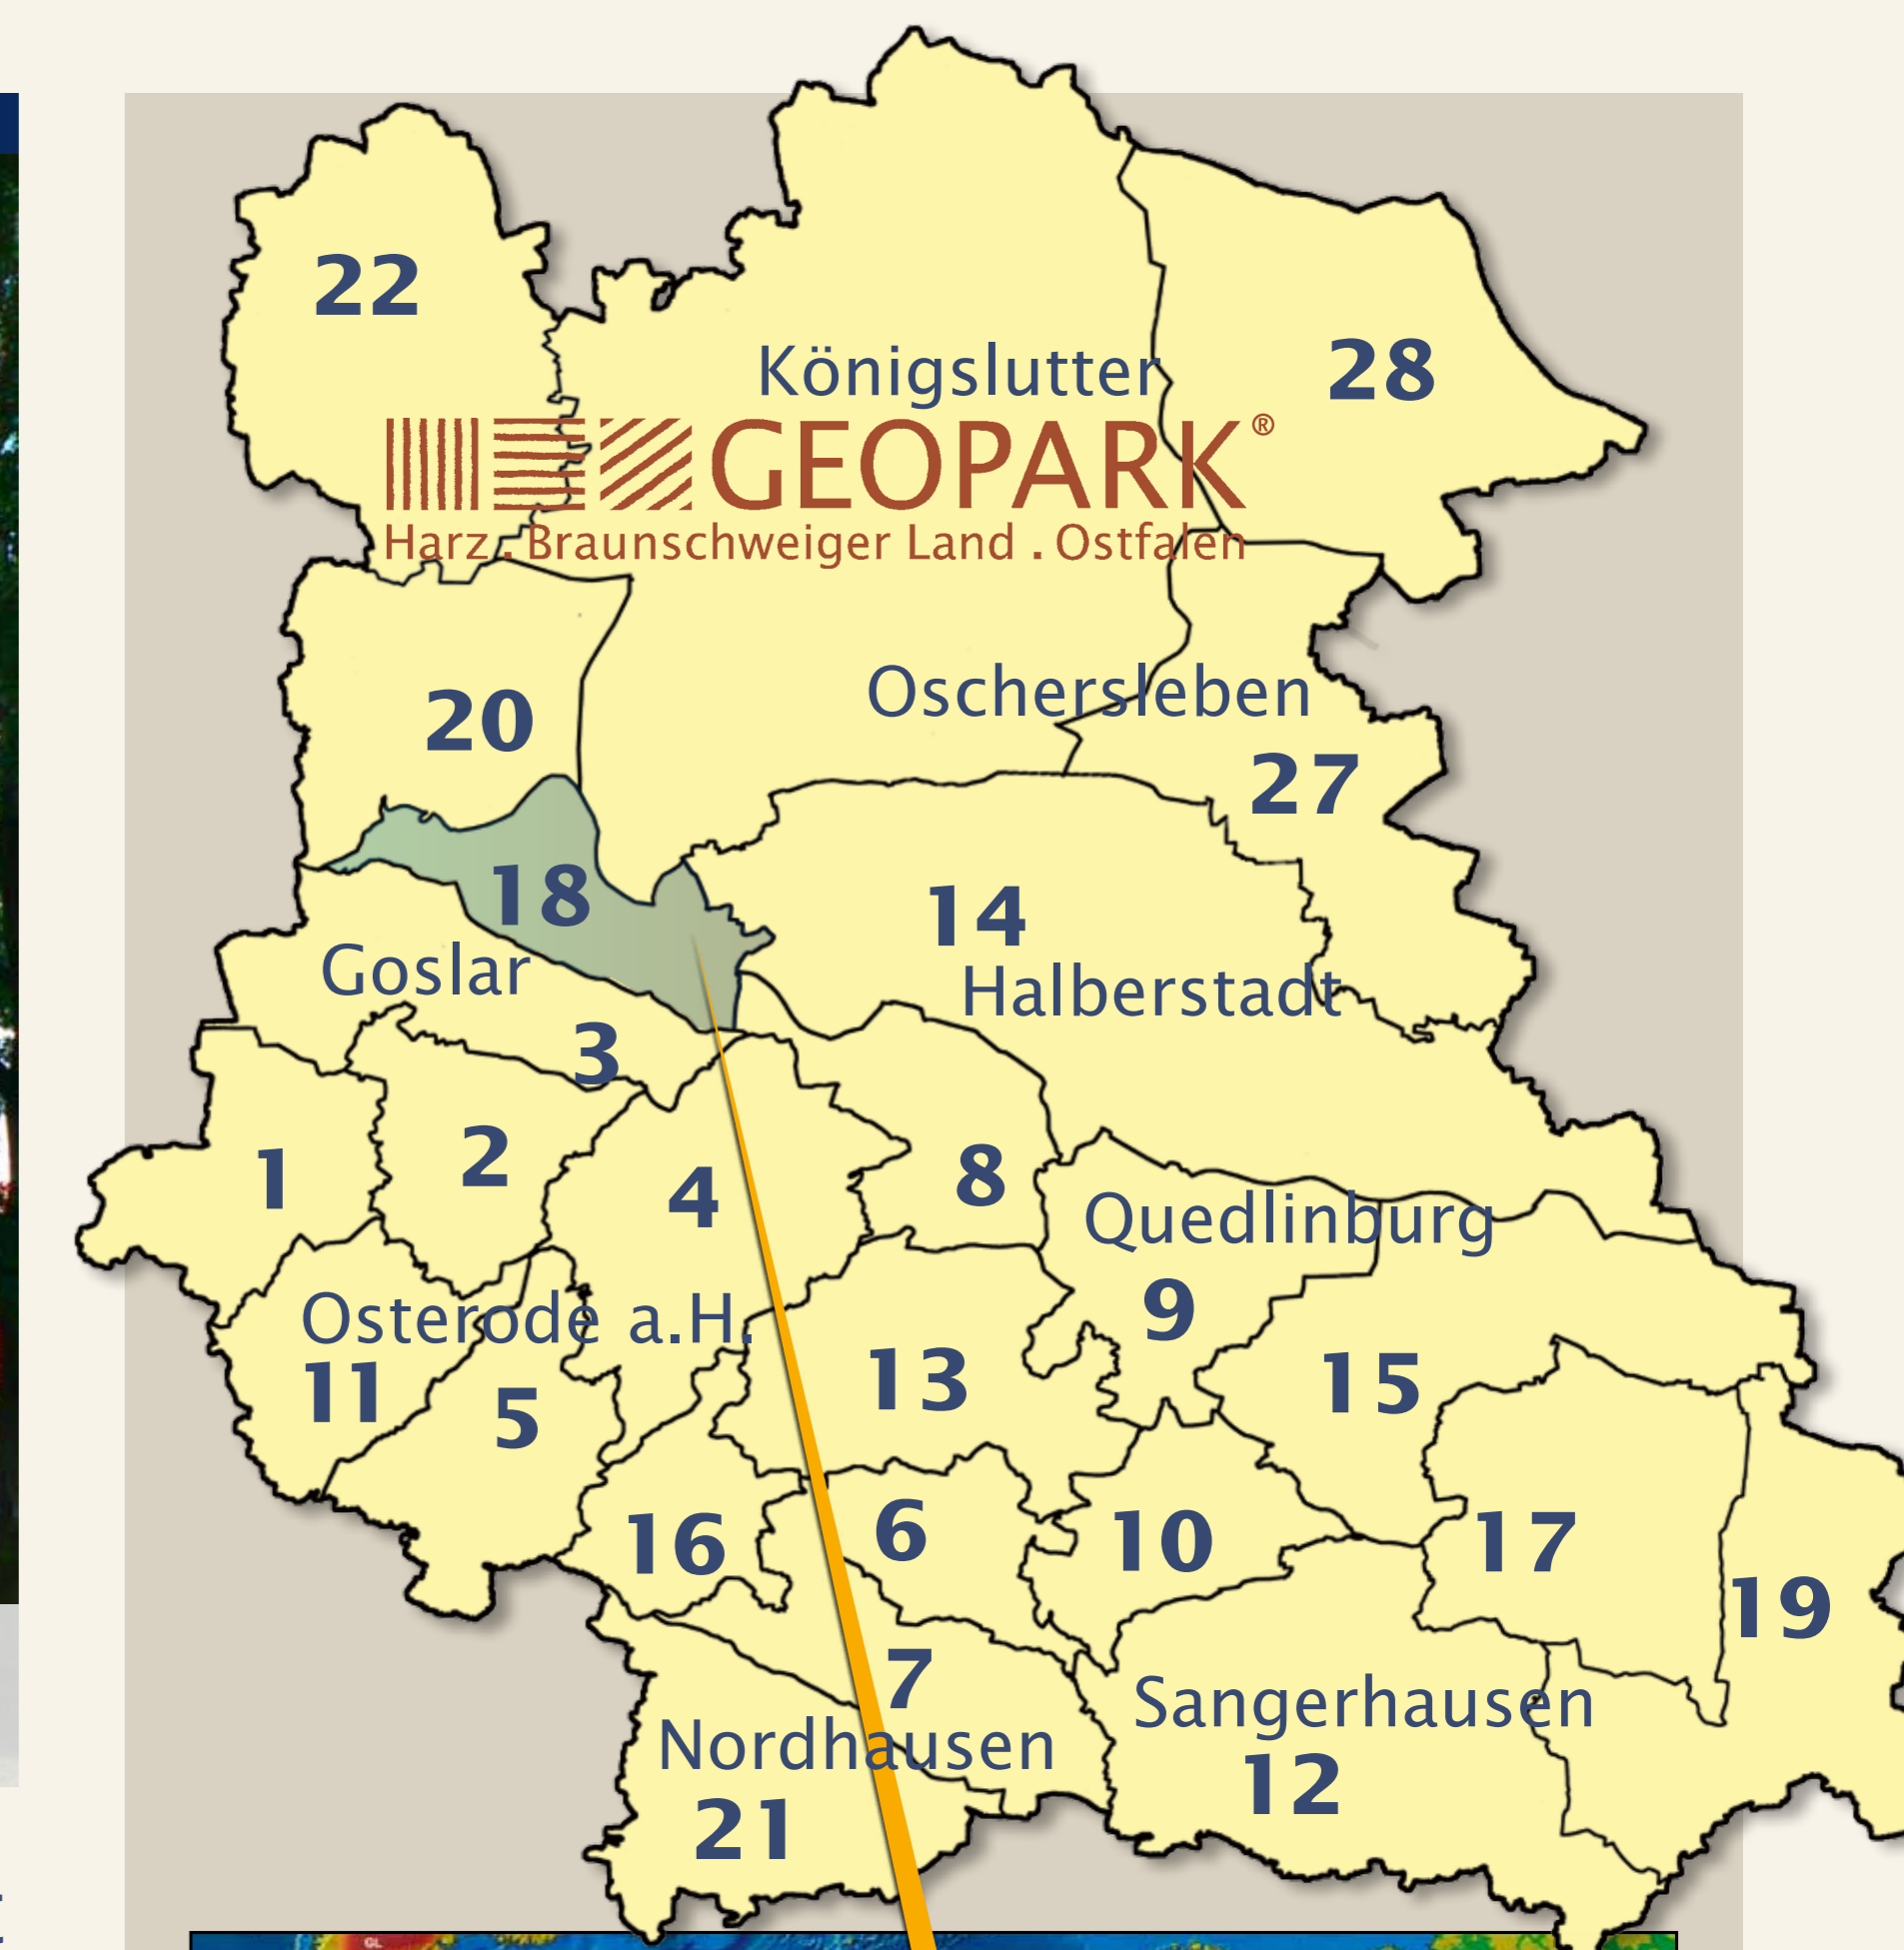 22
28
Königslutter
GEOPARK®
Harz . Braunschweiger Land . Ostfalen
20
Oschersleben
27
18
14
Goslar
Halberstadt
3
1
2
4
8
Quedlinburg
9
Osterode a.H.
11
5
13
15
16
6
10
17
19
7
Sangerhausen
Nordhausen
12
21
GL